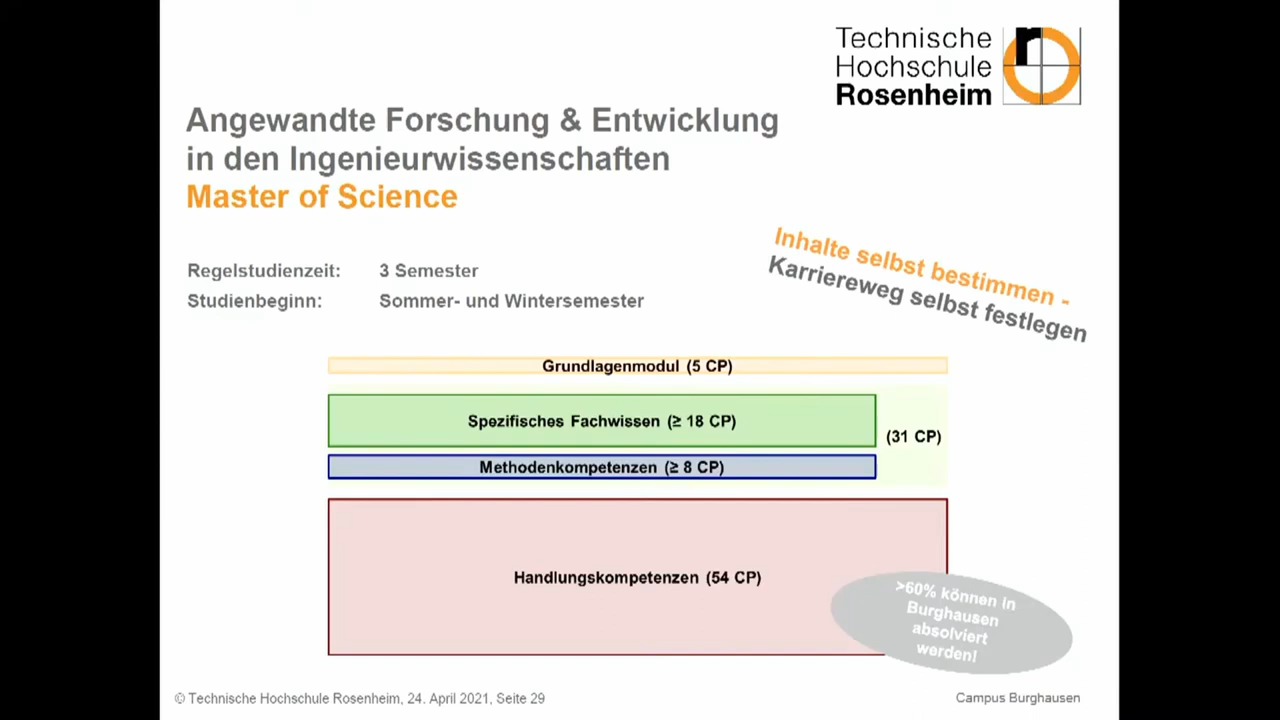 Technische
Hochschule
Rosenheim
Angewandte Forschung & Entwicklung
in den Ingenieurwissenschaften
Master of Science
Inhalte selbst bestimmen -
Karriereweg selbst festlegen
Regelstudienzeit: 3 Semester
Studienbeginn: Sommer- und Wintersemester
Grundlagenmodul (5 CP)
Spezifisches Fachwissen (≥ 18 CP)
(31 CP)
Methodenkompetenzen (≥ 8 CP)
Handlungskompetenzen (54 CP)
>60% können in
Burghausen
absolviert
werden!
© Technische Hochschule Rosenheim, 24. April 2021, Seite 29
Campus Burghausen